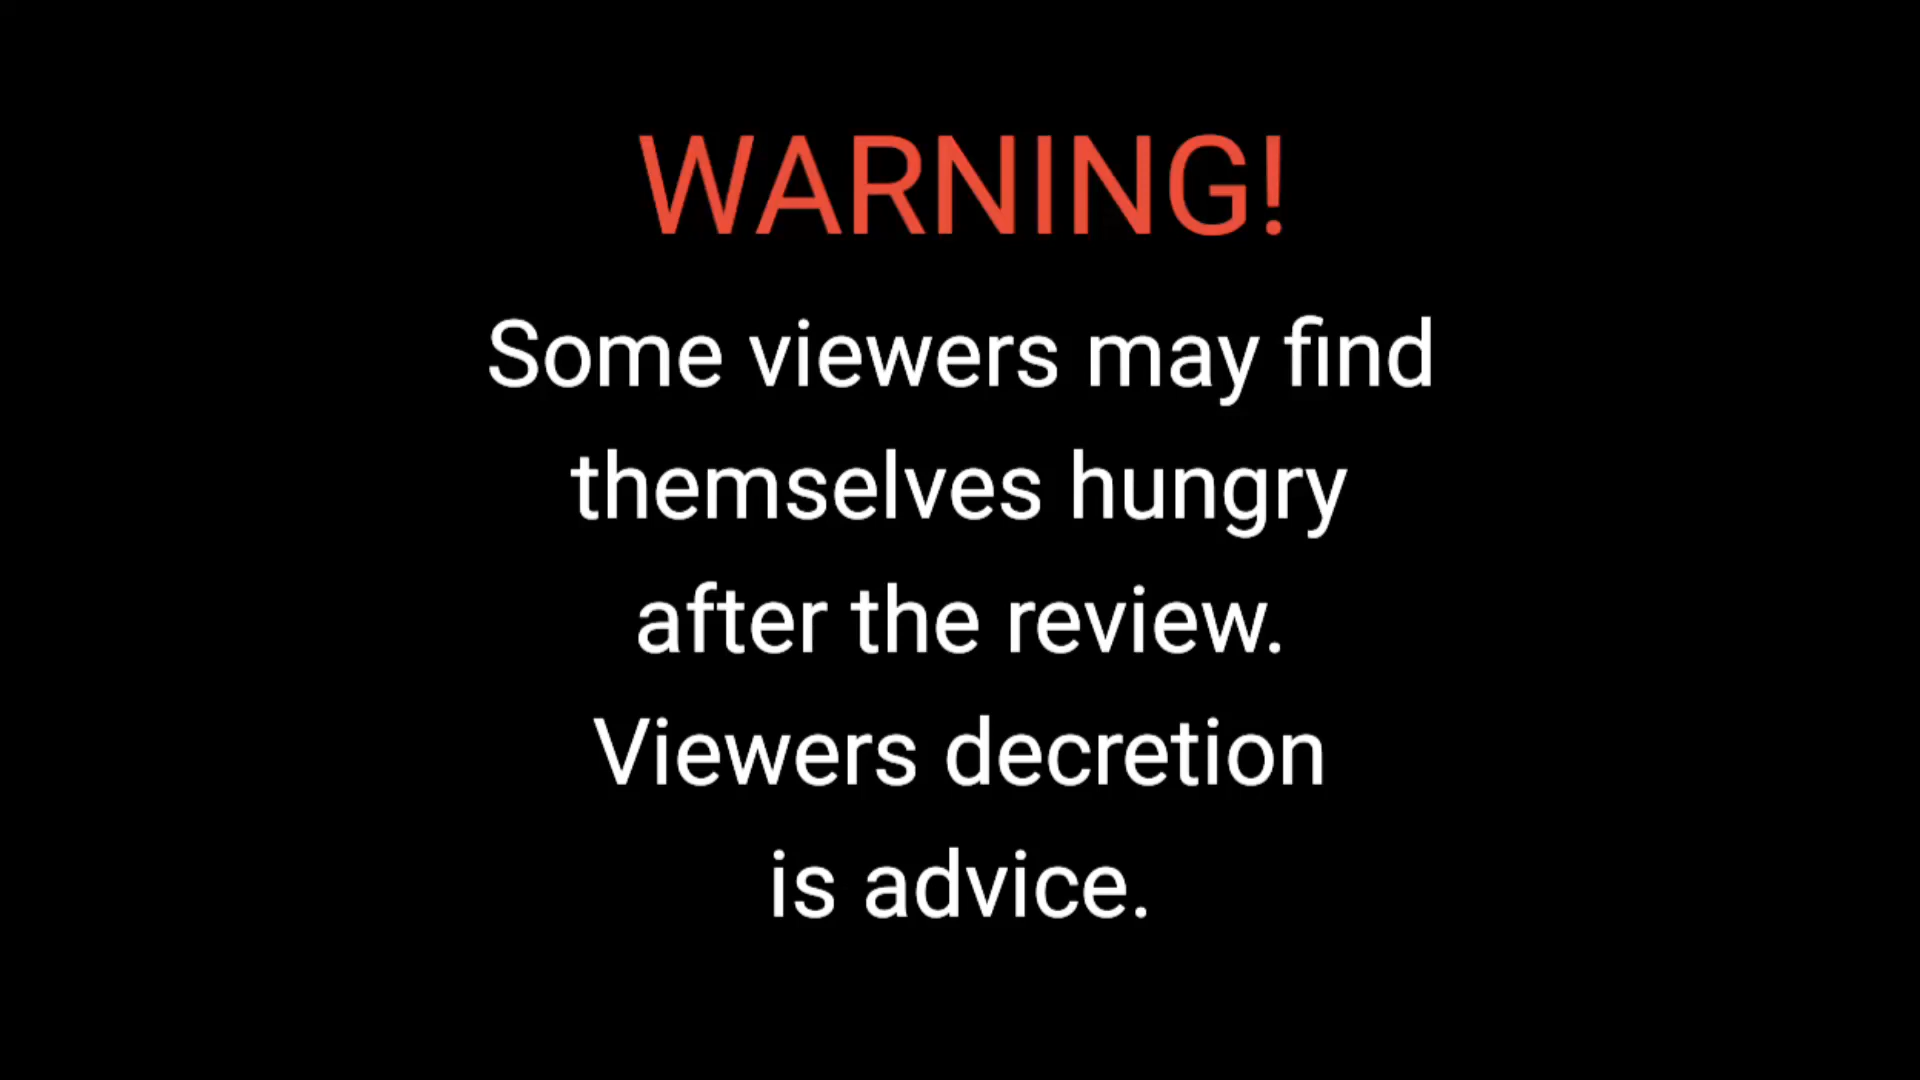 WARNING!
Some viewers may find
themselves hungry
after the review.
Viewers decretion
is advice.